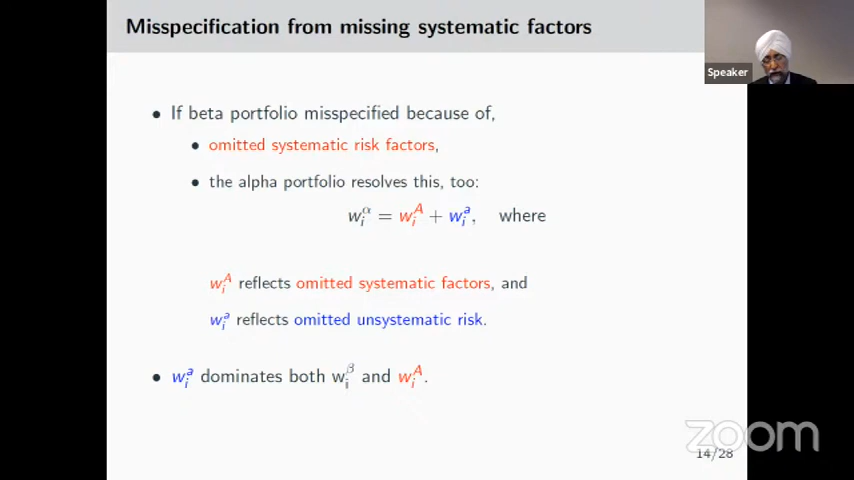 Misspecification from missing systematic factors
Speaker
• If beta portfolio misspecified because of,
• omitted systematic risk factors,
• the alpha portfolio resolves this, too:
w_i^α = w_i^A + w_i^a, where
w_i^A reflects omitted systematic factors, and
w_i^a reflects omitted unsystematic risk.
• w_i^a dominates both w_i^β and w_i^A.
zoom
14/28